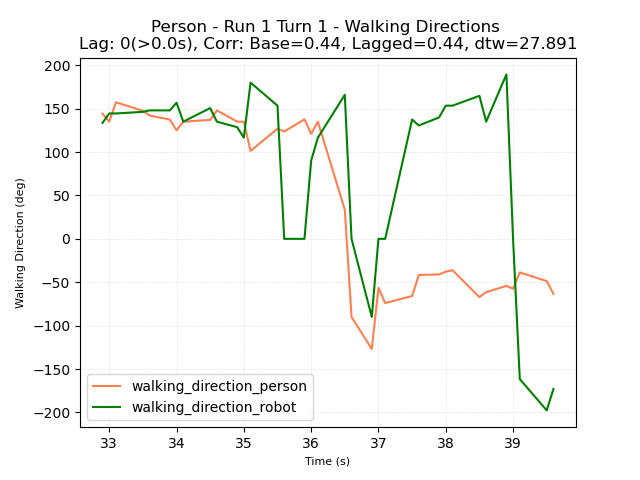 Person - Run 1 Turn 1 - Walking Directions
Lag: 0(>0.0s), Corr: Base=0.44, Lagged=0.44, dtw=27.891
200
150
100
50
0
−50
−100
−150
−200
Walking Direction (deg)
walking_direction_person
walking_direction_robot
33 34 35 36 37 38 39
Time (s)